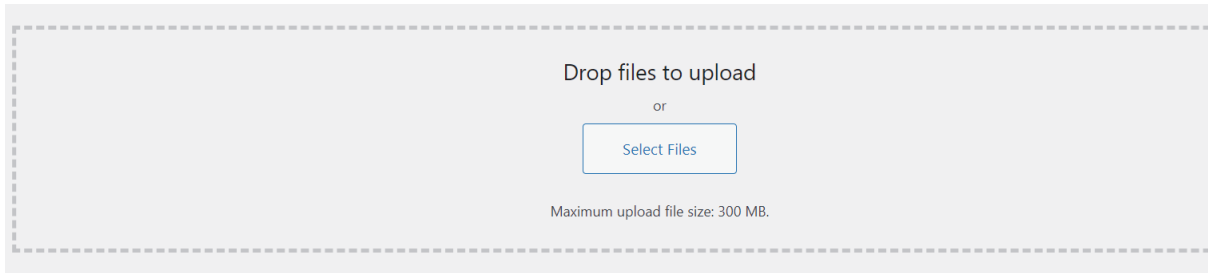 Drop files to upload
or
Select Files
Maximum upload file size: 300 MB.